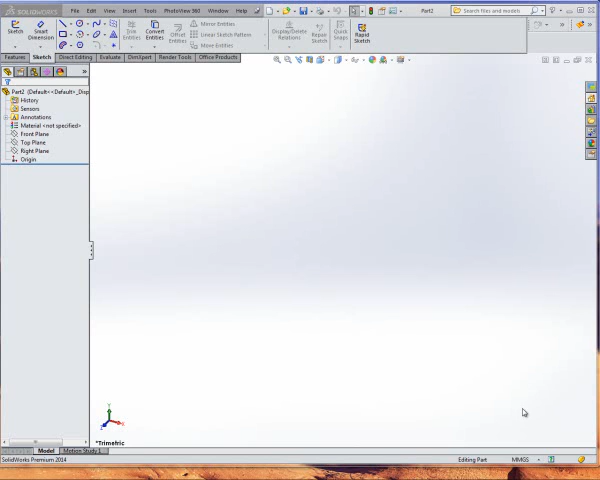 SOLIDWORKS File Edit View Insert Tools PhotoView 360 Window Help Part2 Search files and models
Sketch Smart Dimension Trim Entities Convert Entities Offset Entities Mirror Entities Linear Sketch Pattern Move Entities Display/Delete Relations Repair Sketch Quick Snaps Rapid Sketch
Features Sketch Direct Editing Evaluate DimXpert Render Tools Office Products
Part2 (Default<<Default>_Disp
History
Sensors
Annotations
Material <not specified>
Front Plane
Top Plane
Right Plane
Origin
*Trimetric
Model Motion Study 1
SolidWorks Premium 2014 Editing Part MMGS